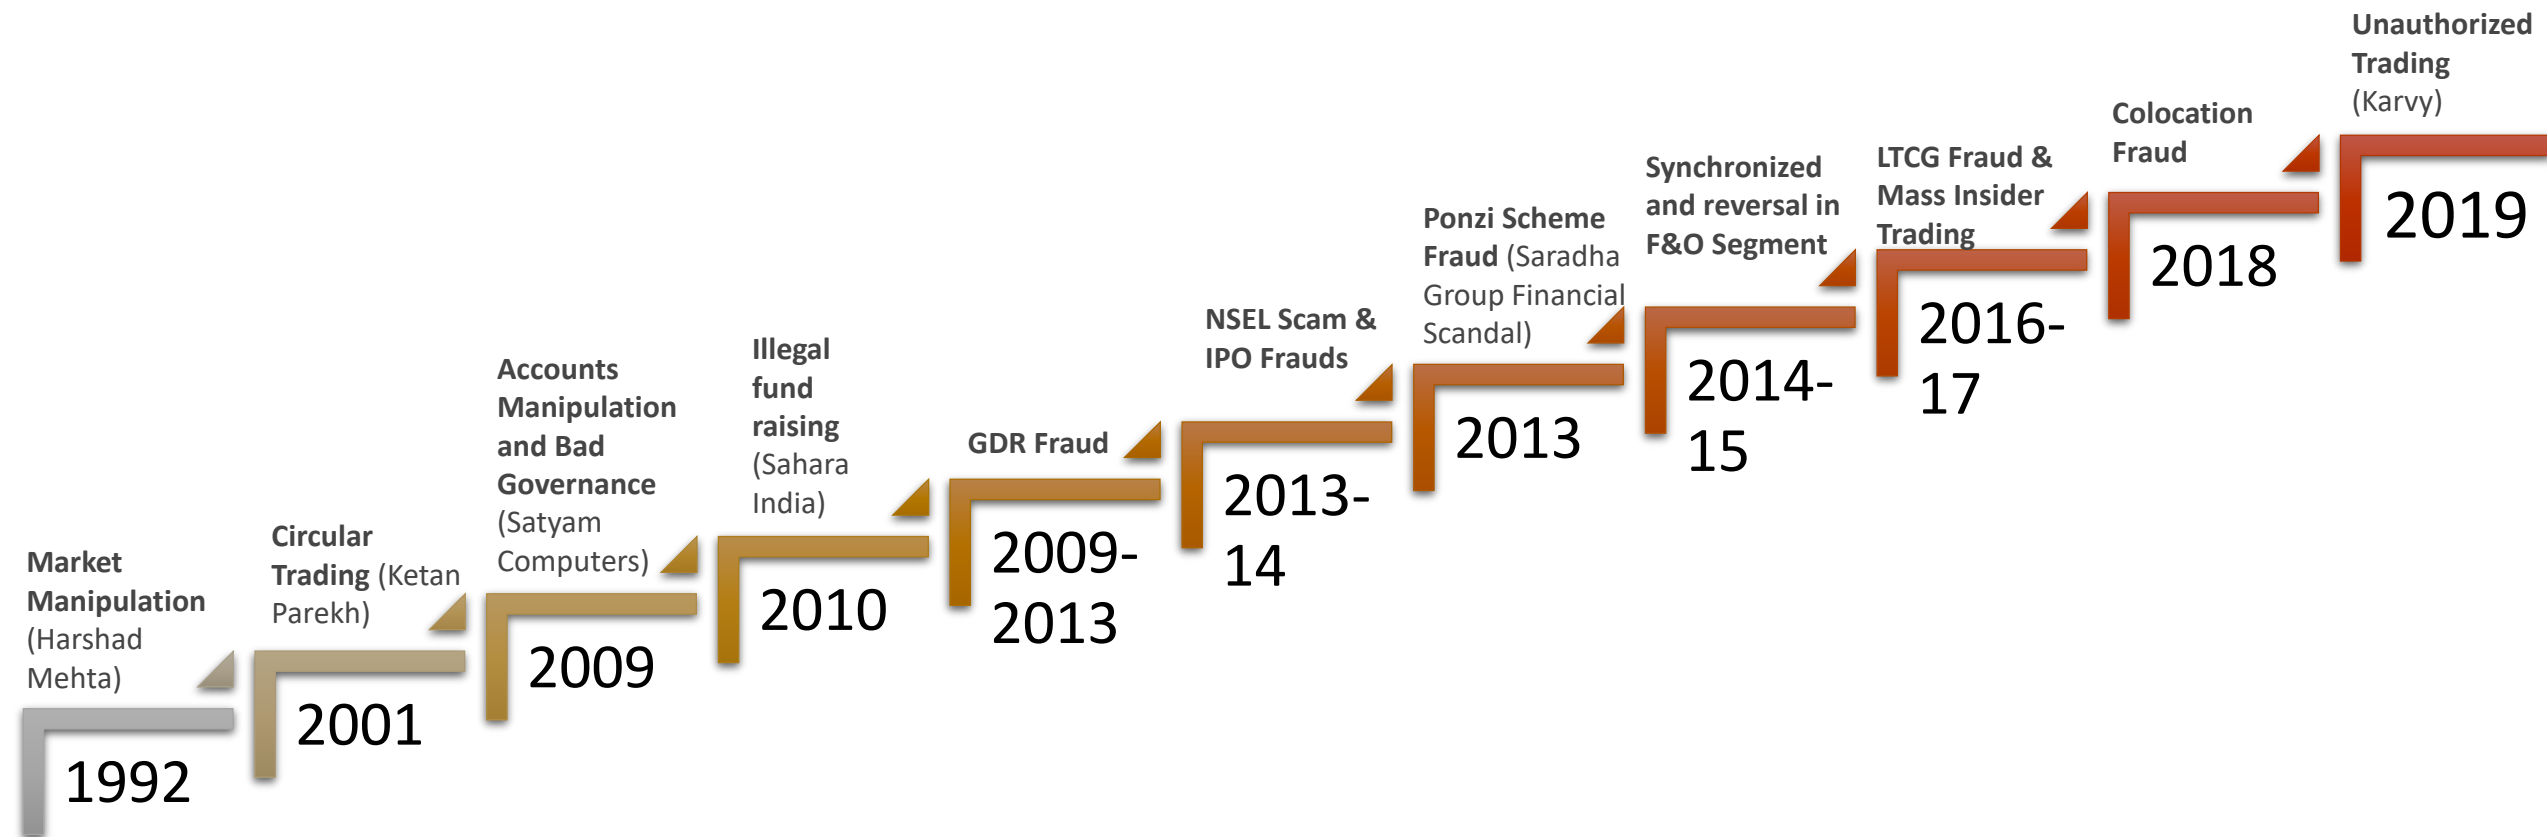 Market
Manipulation
(Harshad
Mehta)
1992
Circular
Trading (Ketan
Parekh)
2001
Accounts
Manipulation
and Bad
Governance
(Satyam
Computers)
2009
Illegal
fund
raising
(Sahara
India)
2010
GDR Fraud
2009-
2013
NSEL Scam &
IPO Frauds
2013-
14
Ponzi Scheme
Fraud (Saradha
Group Financial
Scandal)
2013
Synchronized
and reversal in
F&O Segment
2014-
15
LTCG Fraud &
Mass Insider
Trading
2016-
17
Colocation
Fraud
2018
Unauthorized
Trading
(Karvy)
2019